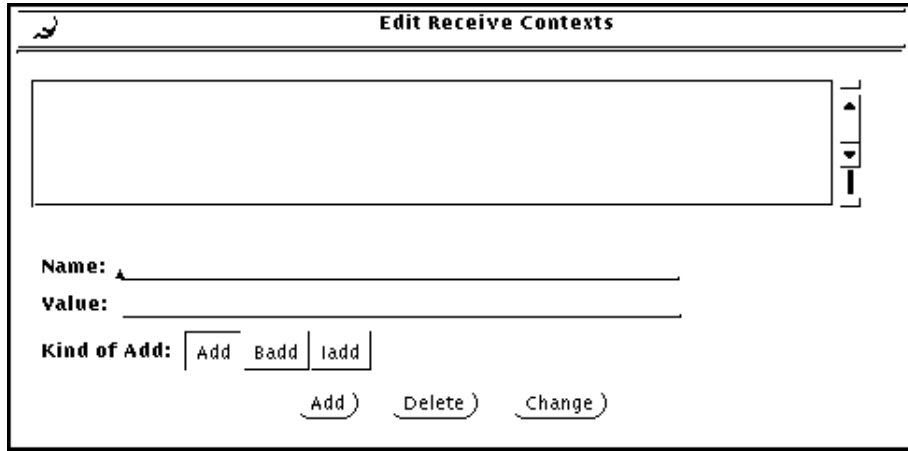 Edit Receive Contexts
Name:
Value:
Kind of Add: Add Badd Iadd
Add Delete Change